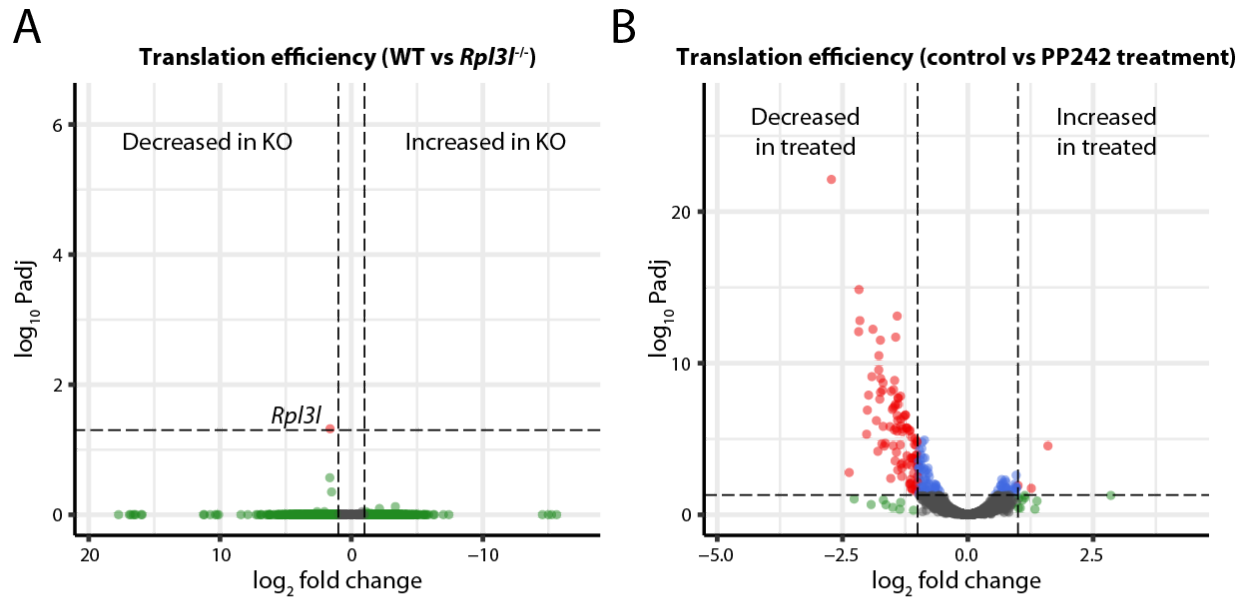 A
Translation efficiency (WT vs Rpl3l-/-)
Decreased in KO
Increased in KO
Rpl3l
6
4
2
0
20
10
0
−10
log10 Padj
log2 fold change
B
Translation efficiency (control vs PP242 treatment)
Decreased
in treated
Increased
in treated
20
10
0
−5.0
−2.5
0.0
2.5
log10 Padj
log2 fold change